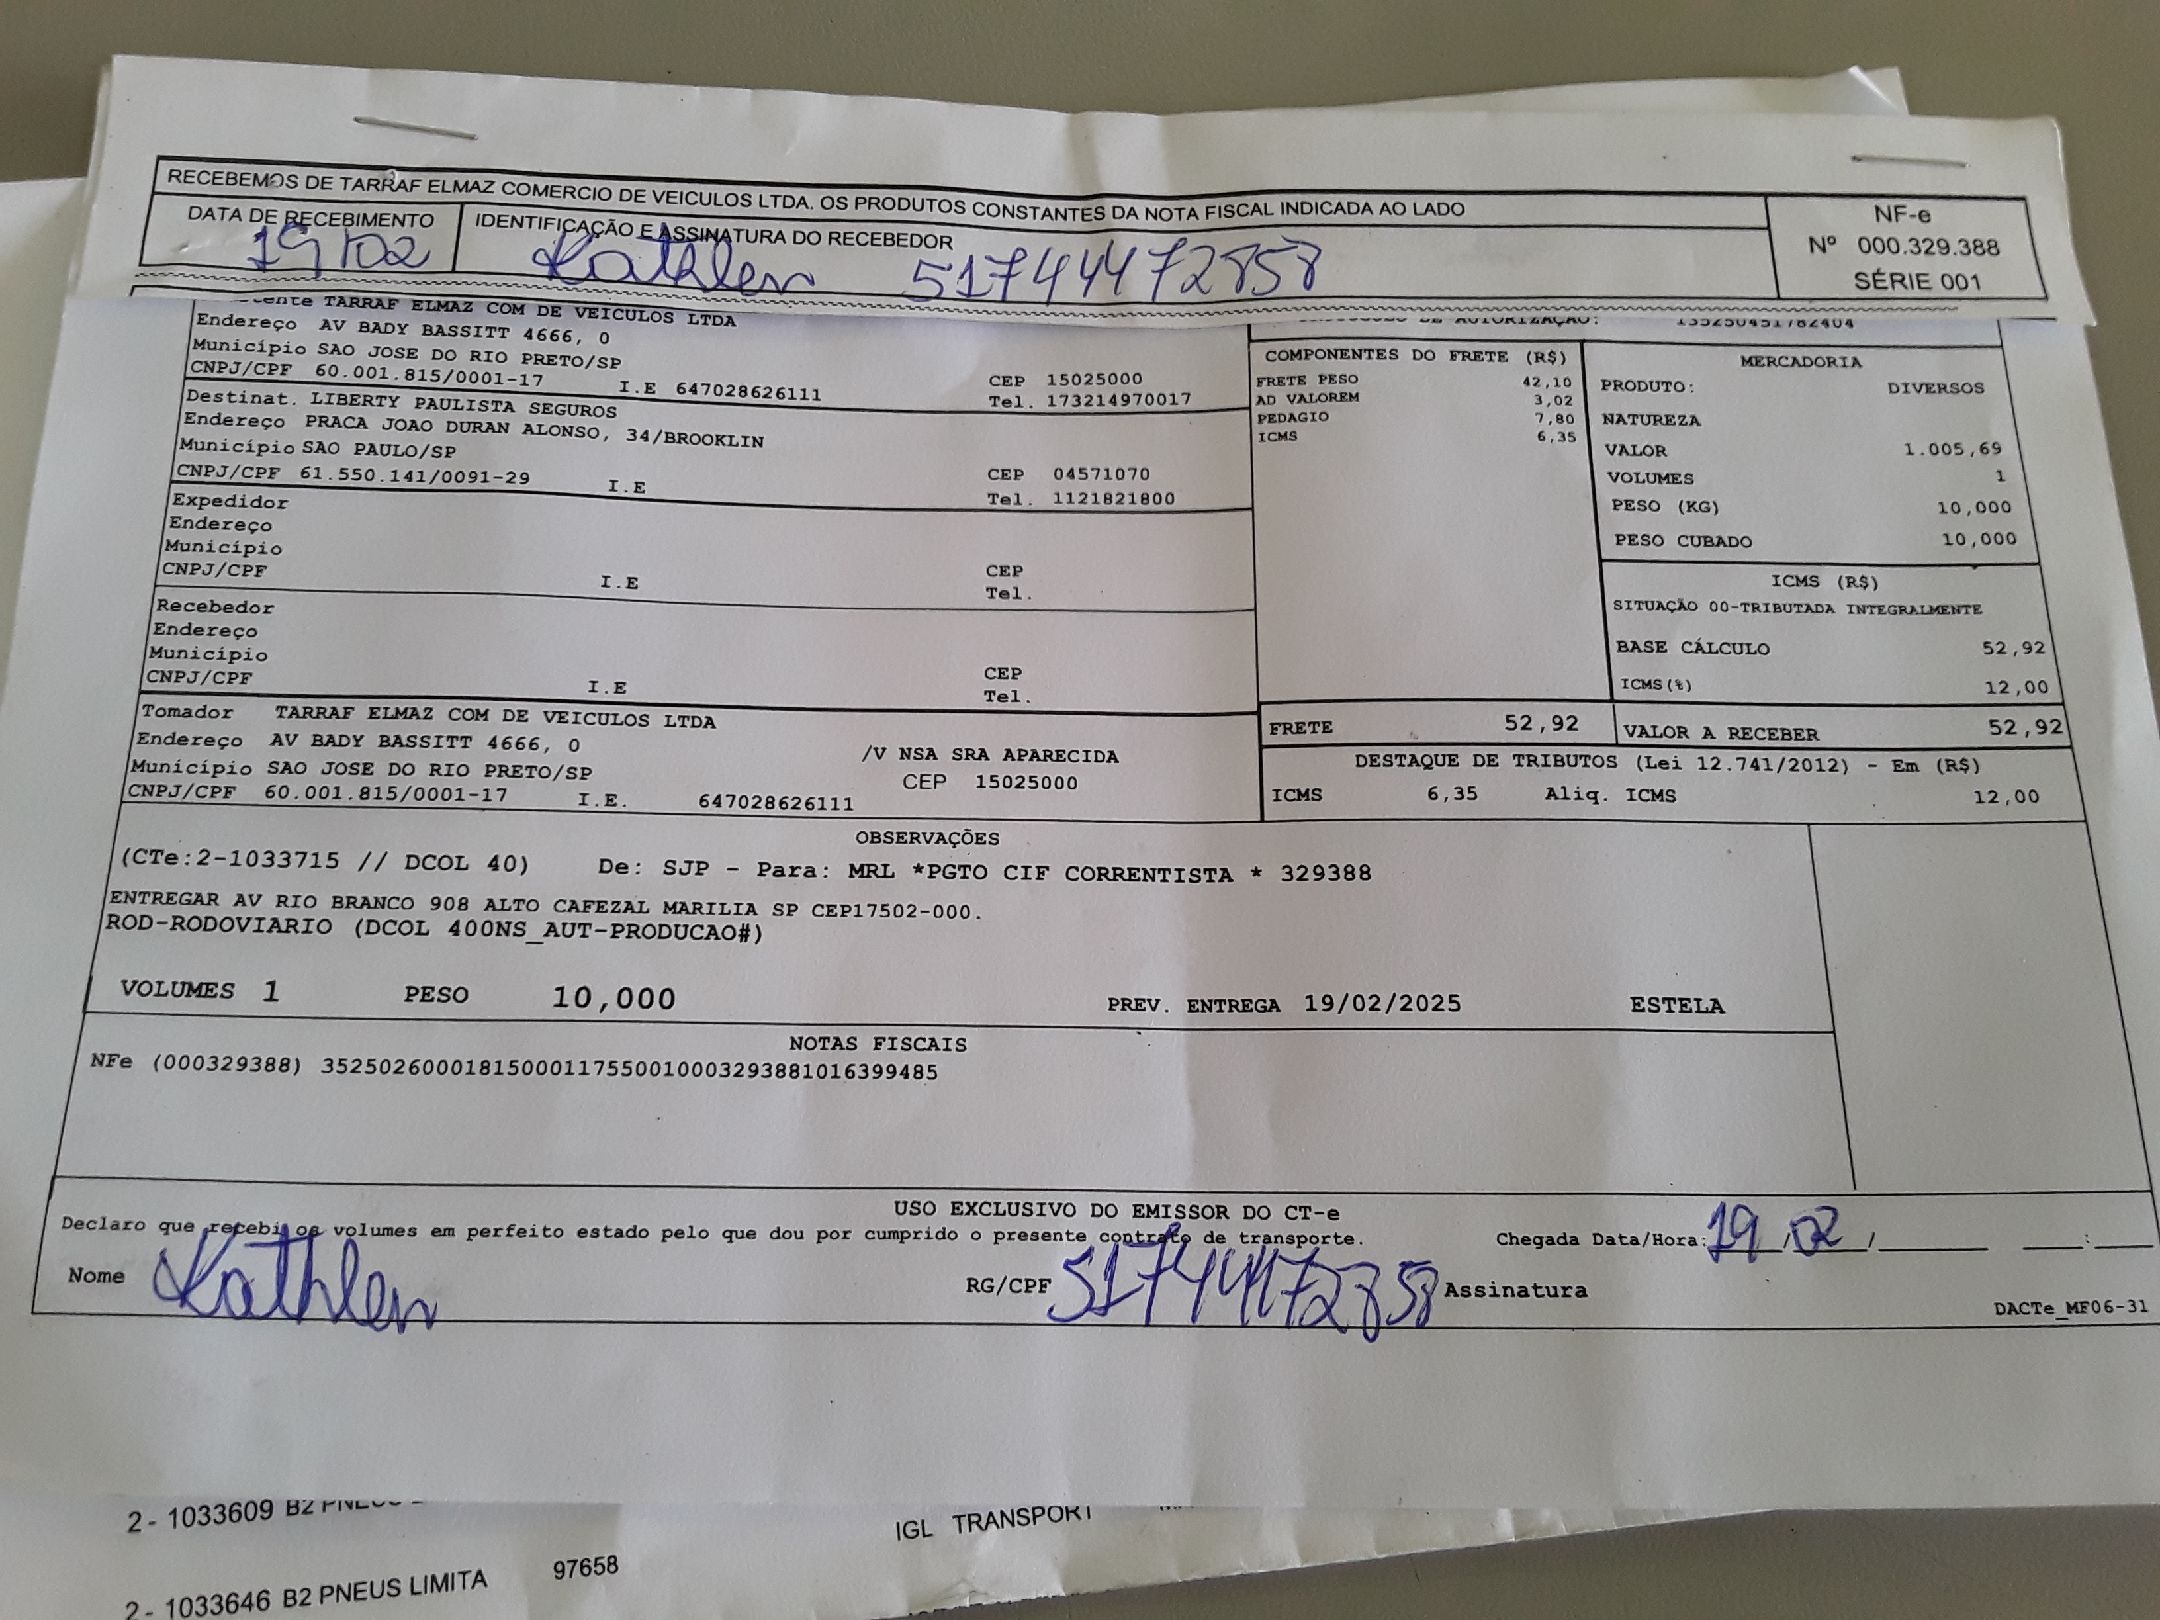 RECEBEMOS DE TARRAF ELMAZ COMERCIO DE VEICULOS LTDA. OS PRODUTOS CONSTANTES DA NOTA FISCAL INDICADA AO LADO
DATA DE RECEBIMENTO
19/02
IDENTIFICAÇÃO E ASSINATURA DO RECEBEDOR
Kathlen 51744472858
NF-e
Nº 000.329.388
SÉRIE 001
TARRAF ELMAZ COM DE VEICULOS LTDA
Endereço AV BADY BASSITT 4666, 0
Município SAO JOSE DO RIO PRETO/SP
CNPJ/CPF 60.001.815/0001-17 I.E 647028626111
CEP 15025000
Tel. 173214970017
Destinat. LIBERTY PAULISTA SEGUROS
Endereço PRACA JOAO DURAN ALONSO, 34/BROOKLIN
Município SAO PAULO/SP
CNPJ/CPF 61.550.141/0091-29 I.E
CEP 04571070
Tel. 1121821800
Expedidor
Endereço
Município
CNPJ/CPF I.E
CEP
Tel.
Recebedor
Endereço
Município
CNPJ/CPF I.E
CEP
Tel.
Tomador TARRAF ELMAZ COM DE VEICULOS LTDA
Endereço AV BADY BASSITT 4666, 0 /V NSA SRA APARECIDA
Município SAO JOSE DO RIO PRETO/SP CEP 15025000
CNPJ/CPF 60.001.815/0001-17 I.E. 647028626111
DE AUTORIZAÇÃO: 135250451782404
COMPONENTES DO FRETE (R$)
FRETE PESO 42,10
AD VALOREM 3,02
PEDAGIO 7,80
ICMS 6,35
MERCADORIA
PRODUTO: DIVERSOS
NATUREZA
VALOR 1.005,69
VOLUMES 1
PESO (KG) 10,000
PESO CUBADO 10,000
ICMS (R$)
SITUAÇÃO 00-TRIBUTADA INTEGRALMENTE
BASE CÁLCULO 52,92
ICMS(%) 12,00
FRETE 52,92 VALOR A RECEBER 52,92
DESTAQUE DE TRIBUTOS (Lei 12.741/2012) - Em (R$)
ICMS 6,35 Aliq. ICMS 12,00
OBSERVAÇÕES
(CTe:2-1033715 // DCOL 40) De: SJP - Para: MRL *PGTO CIF CORRENTISTA * 329388
ENTREGAR AV RIO BRANCO 908 ALTO CAFEZAL MARILIA SP CEP17502-000.
ROD-RODOVIARIO (DCOL 400NS_AUT-PRODUCAO#)
VOLUMES 1 PESO 10,000 PREV. ENTREGA 19/02/2025 ESTELA
NOTAS FISCAIS
NFe (000329388) 35250260001815000117550010003293881016399485
USO EXCLUSIVO DO EMISSOR DO CT-e
Declaro que recebi os volumes em perfeito estado pelo que dou por cumprido o presente contrato de transporte. Chegada Data/Hora: 19/02/ :
Nome Kathlen RG/CPF 51744472858 Assinatura
DACTe_MF06-31
2- 1033609 B2 PNEUS
IGL TRANSPORT
2- 1033646 B2 PNEUS LIMITA 97658